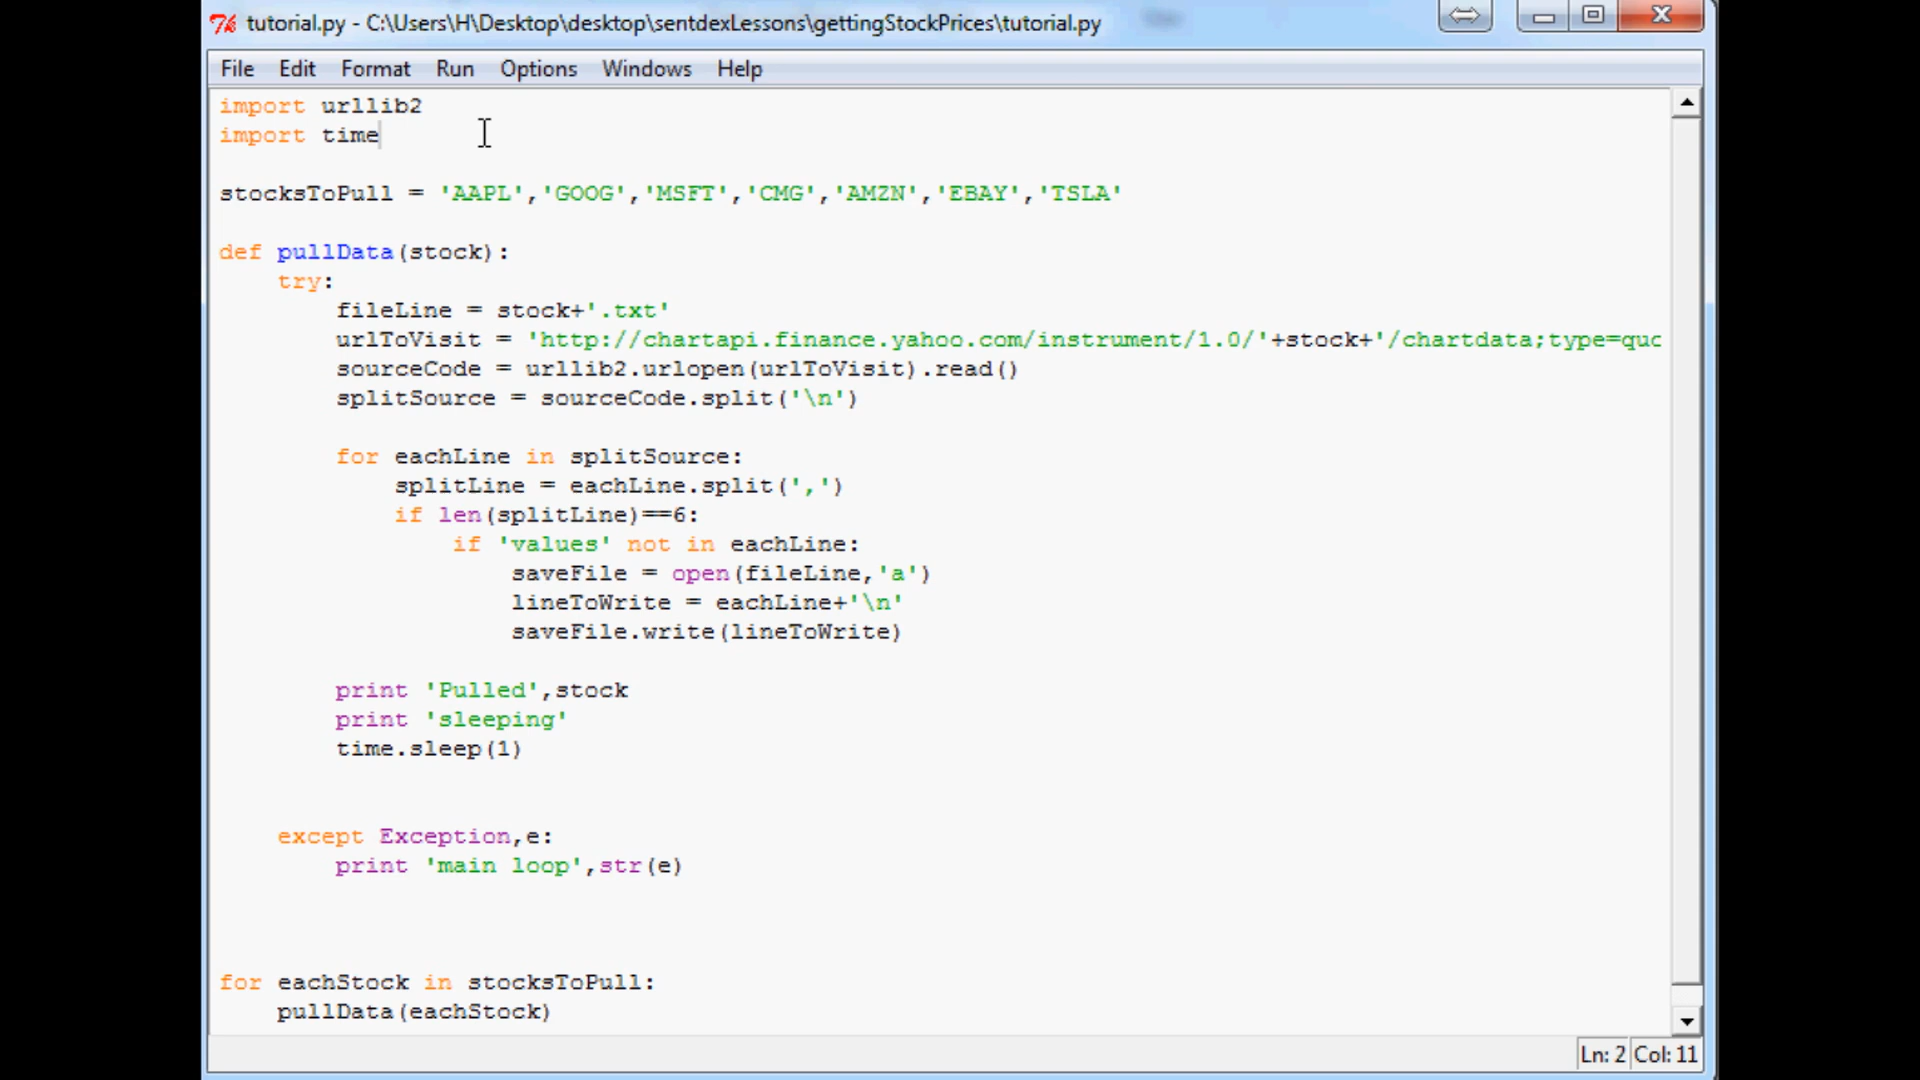 tutorial.py - C:\Users\H\Desktop\desktop\sentdexLessons\gettingStockPrices\tutorial.py
File Edit Format Run Options Windows Help
import urllib2
import time
stocksToPull = 'AAPL','GOOG','MSFT','CMG','AMZN','EBAY','TSLA'
def pullData(stock):
    try:
        fileLine = stock+'.txt'
        urlToVisit = 'http://chartapi.finance.yahoo.com/instrument/1.0/'+stock+'/chartdata;type=quo
        sourceCode = urllib2.urlopen(urlToVisit).read()
        splitSource = sourceCode.split('\n')
        for eachLine in splitSource:
            splitLine = eachLine.split(',')
            if len(splitLine)==6:
                if 'values' not in eachLine:
                    saveFile = open(fileLine,'a')
                    lineToWrite = eachLine+'\n'
                    saveFile.write(lineToWrite)
        print 'Pulled',stock
        print 'sleeping'
        time.sleep(1)
    except Exception,e:
        print 'main loop',str(e)
for eachStock in stocksToPull:
    pullData(eachStock)
Ln: 2 Col: 11